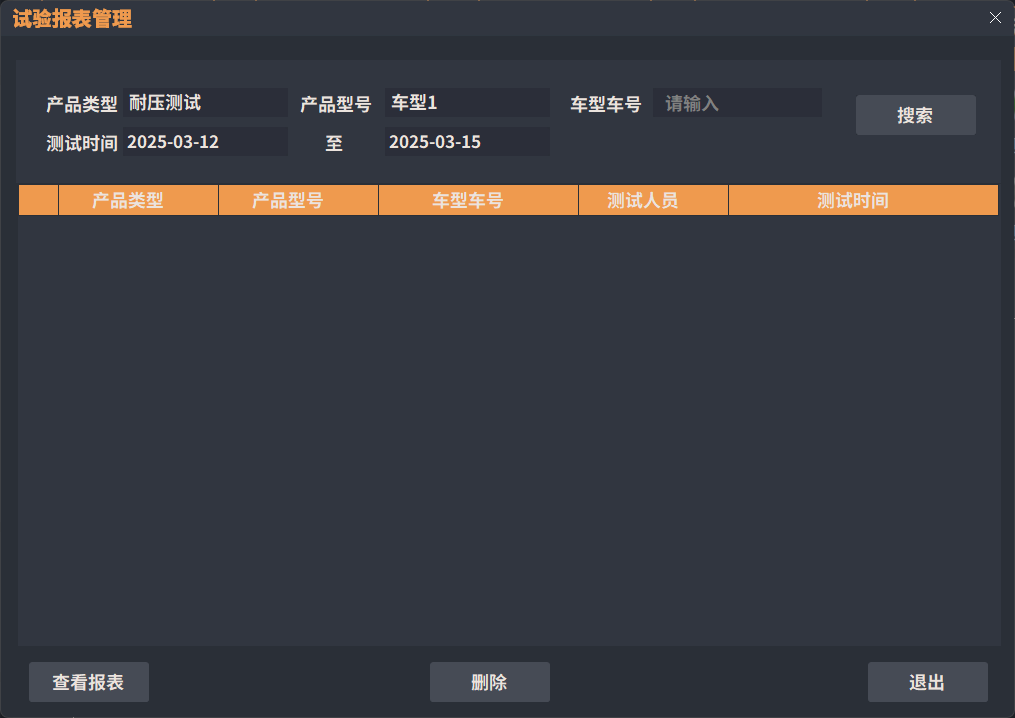 试验报表管理
产品类型 耐压测试 产品型号 车型1 车型车号 请输入 搜索
测试时间 2025-03-12 至 2025-03-15
产品类型 产品型号 车型车号 测试人员 测试时间
查看报表 删除 退出